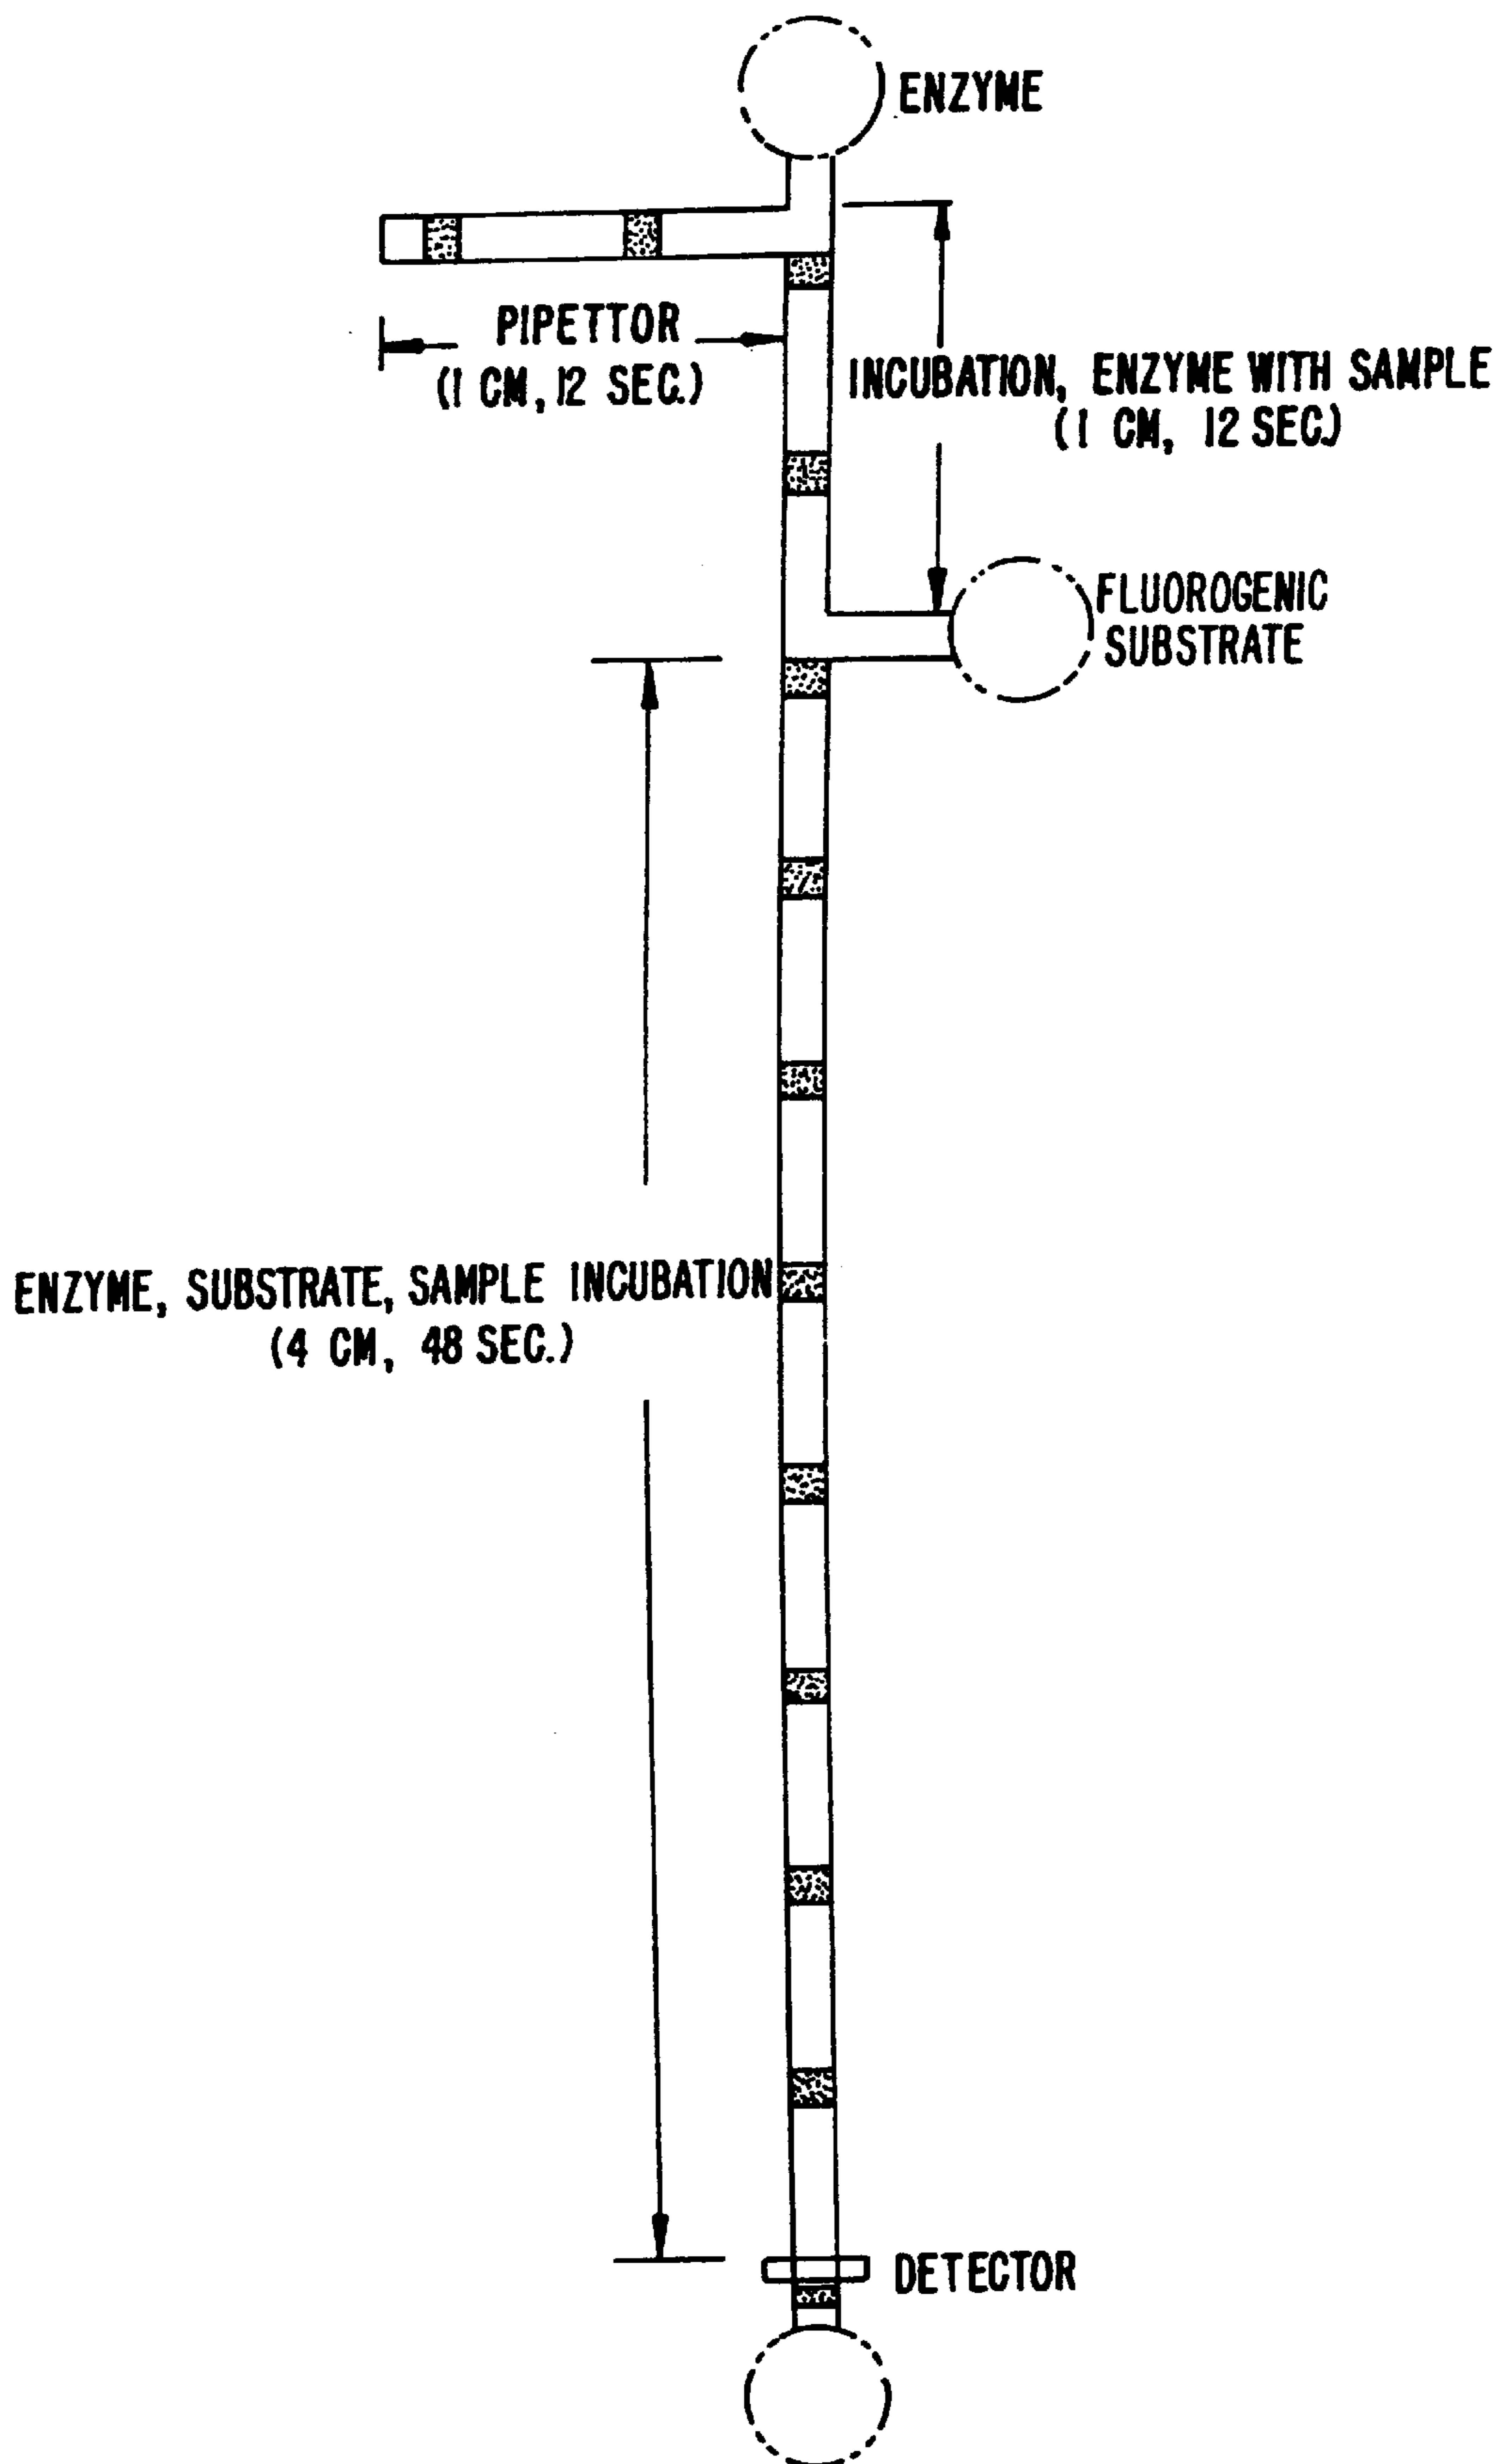 ENZYME
PIPETTOR
(1 CM, 12 SEC.)
INCUBATION, ENZYME WITH SAMPLE
(1 CM, 12 SEC.)
FLUOROGENIC
SUBSTRATE
ENZYME, SUBSTRATE, SAMPLE INCUBATION
(4 CM, 48 SEC.)
DETECTOR